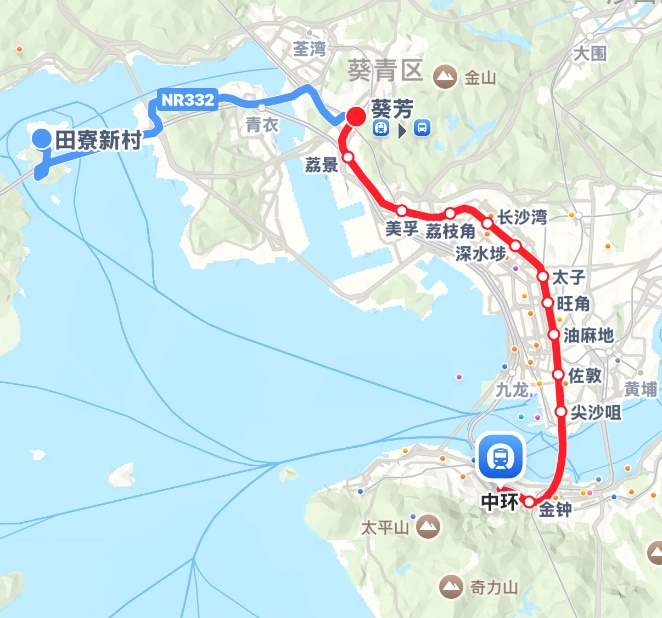 荃湾
葵青区
金山
大围
NR332
葵芳
青衣
田寮新村
荔景
美孚
荔枝角
长沙湾
深水埗
太子
旺角
油麻地
佐敦
九龙
黄埔
尖沙咀
中环
金钟
太平山
奇力山